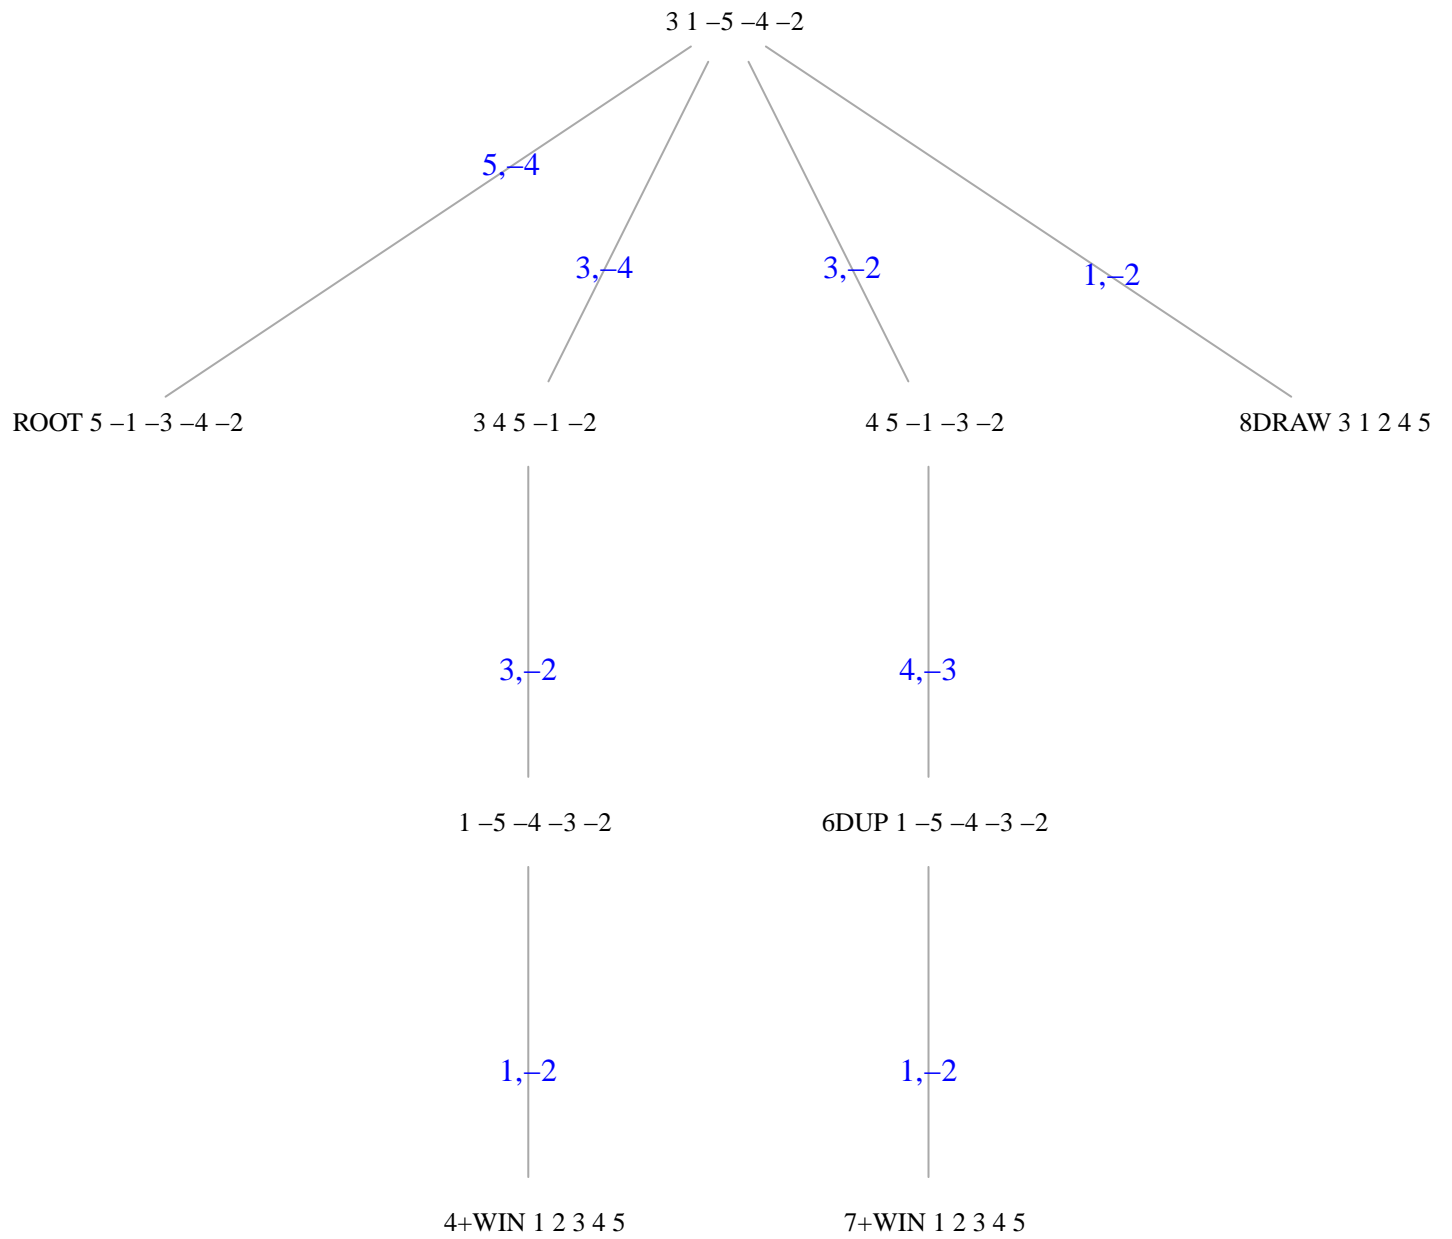 3 1 –5 –4 –2
5,–4
3,–4
3,–2
1,–2
ROOT 5 –1 –3 –4 –2
3 4 5 –1 –2
4 5 –1 –3 –2
8DRAW 3 1 2 4 5
3,–2
4,–3
1 –5 –4 –3 –2
6DUP 1 –5 –4 –3 –2
1,–2
1,–2
4+WIN 1 2 3 4 5
7+WIN 1 2 3 4 5